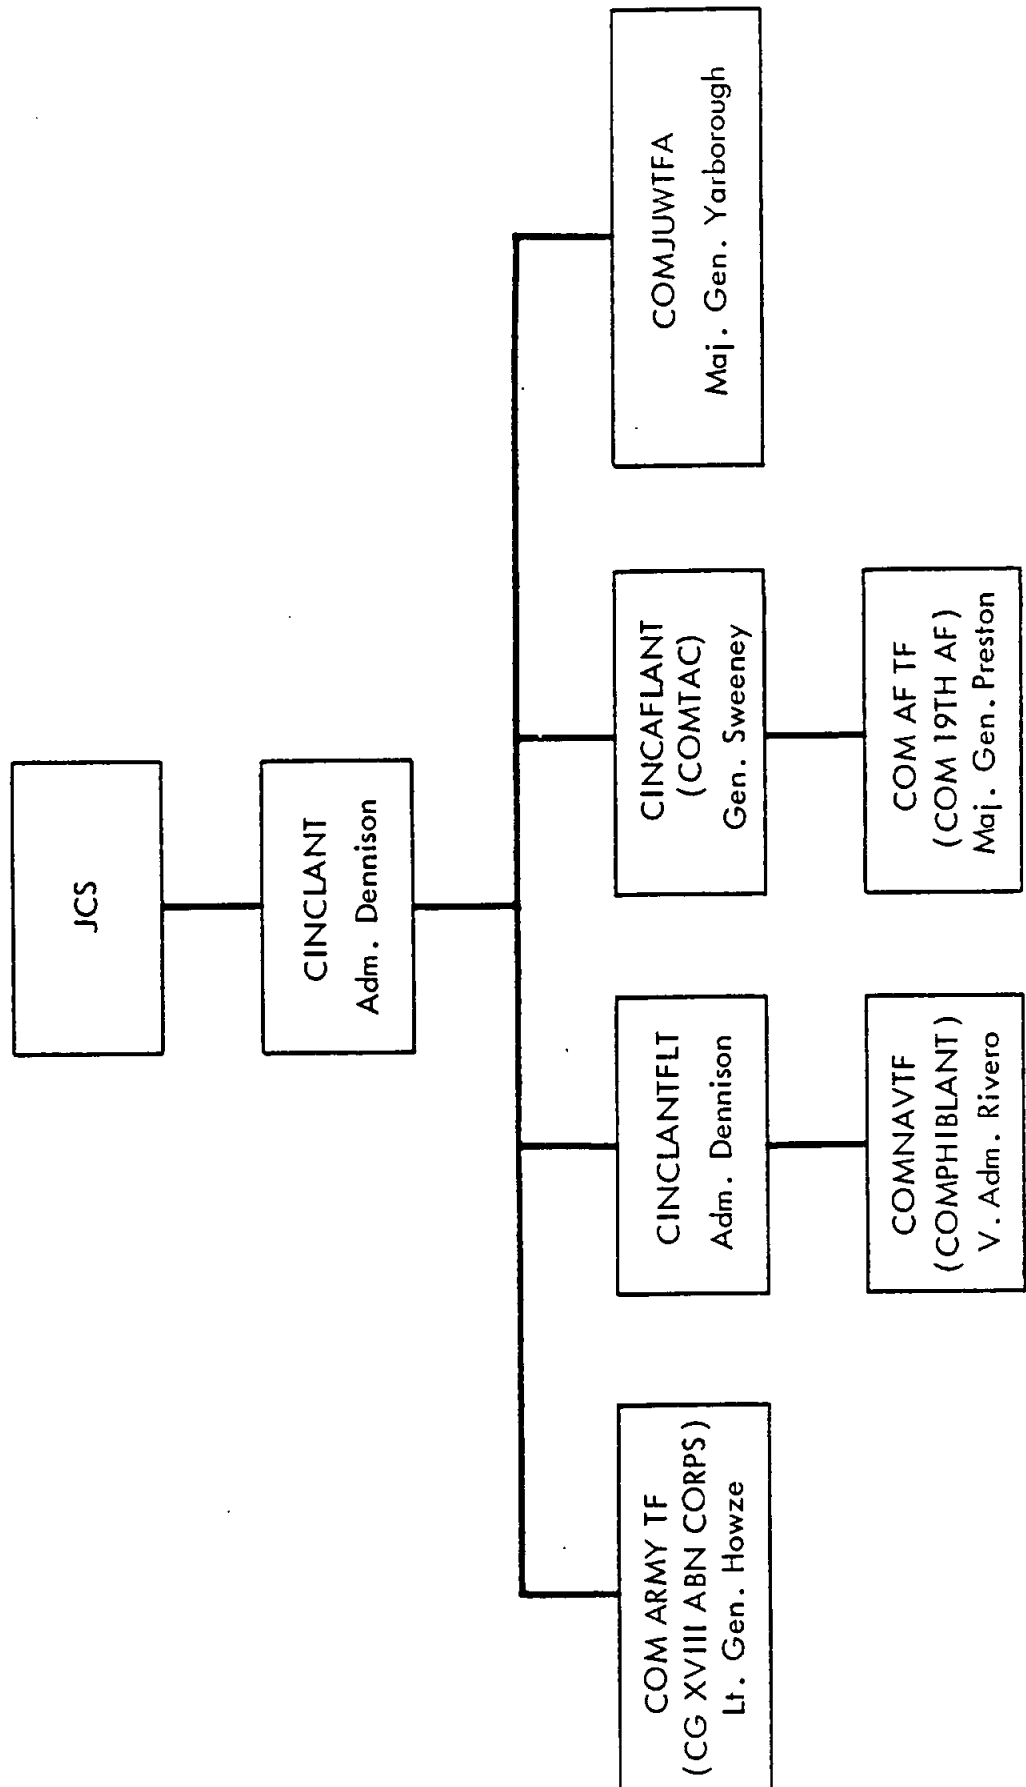 JCS
CINCLANT
Adm. Dennison
COM ARMY TF
(CG XVIII ABN CORPS)
Lt. Gen. Howze
CINCLANTFLT
Adm. Dennison
CINCAFLANT
(COMTAC)
Gen. Sweeney
COMJUWTFA
Maj. Gen. Yarborough
COMNAVTF
(COMPHIBLANT)
V. Adm. Rivero
COM AF TF
(COM 19TH AF)
Maj. Gen. Preston